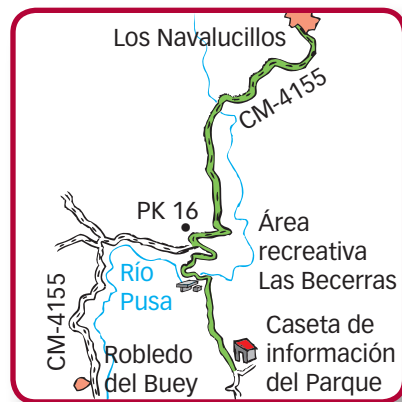 Los Navalucillos
CM-4155
PK 16
Área
recreativa
Las Becerras
Río
Pusa
CM-4155
Caseta de
información
del Parque
Robledo
del Buey